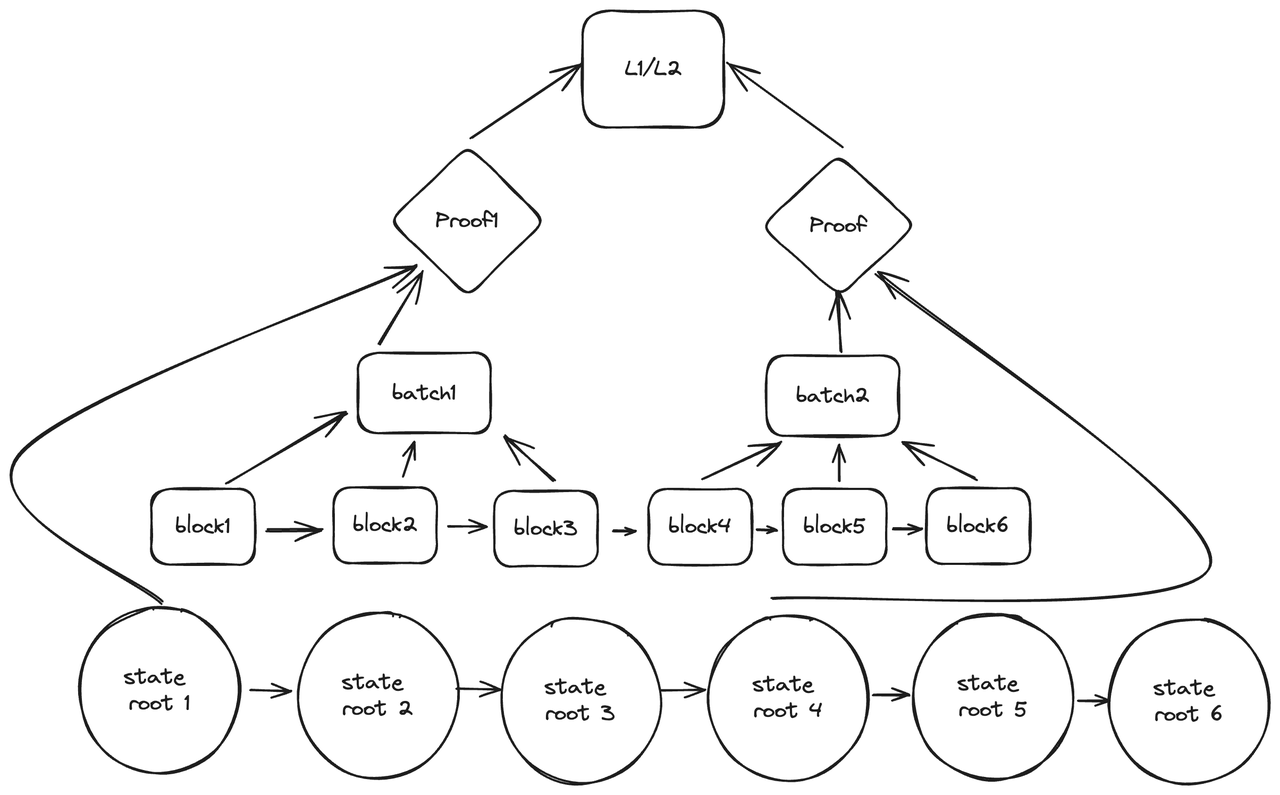 L1/L2
Proof1
Proof
batch1
batch2
block1
block2
block3
block4
block5
block6
state
root 1
state
root 2
state
root 3
state
root 4
state
root 5
state
root 6